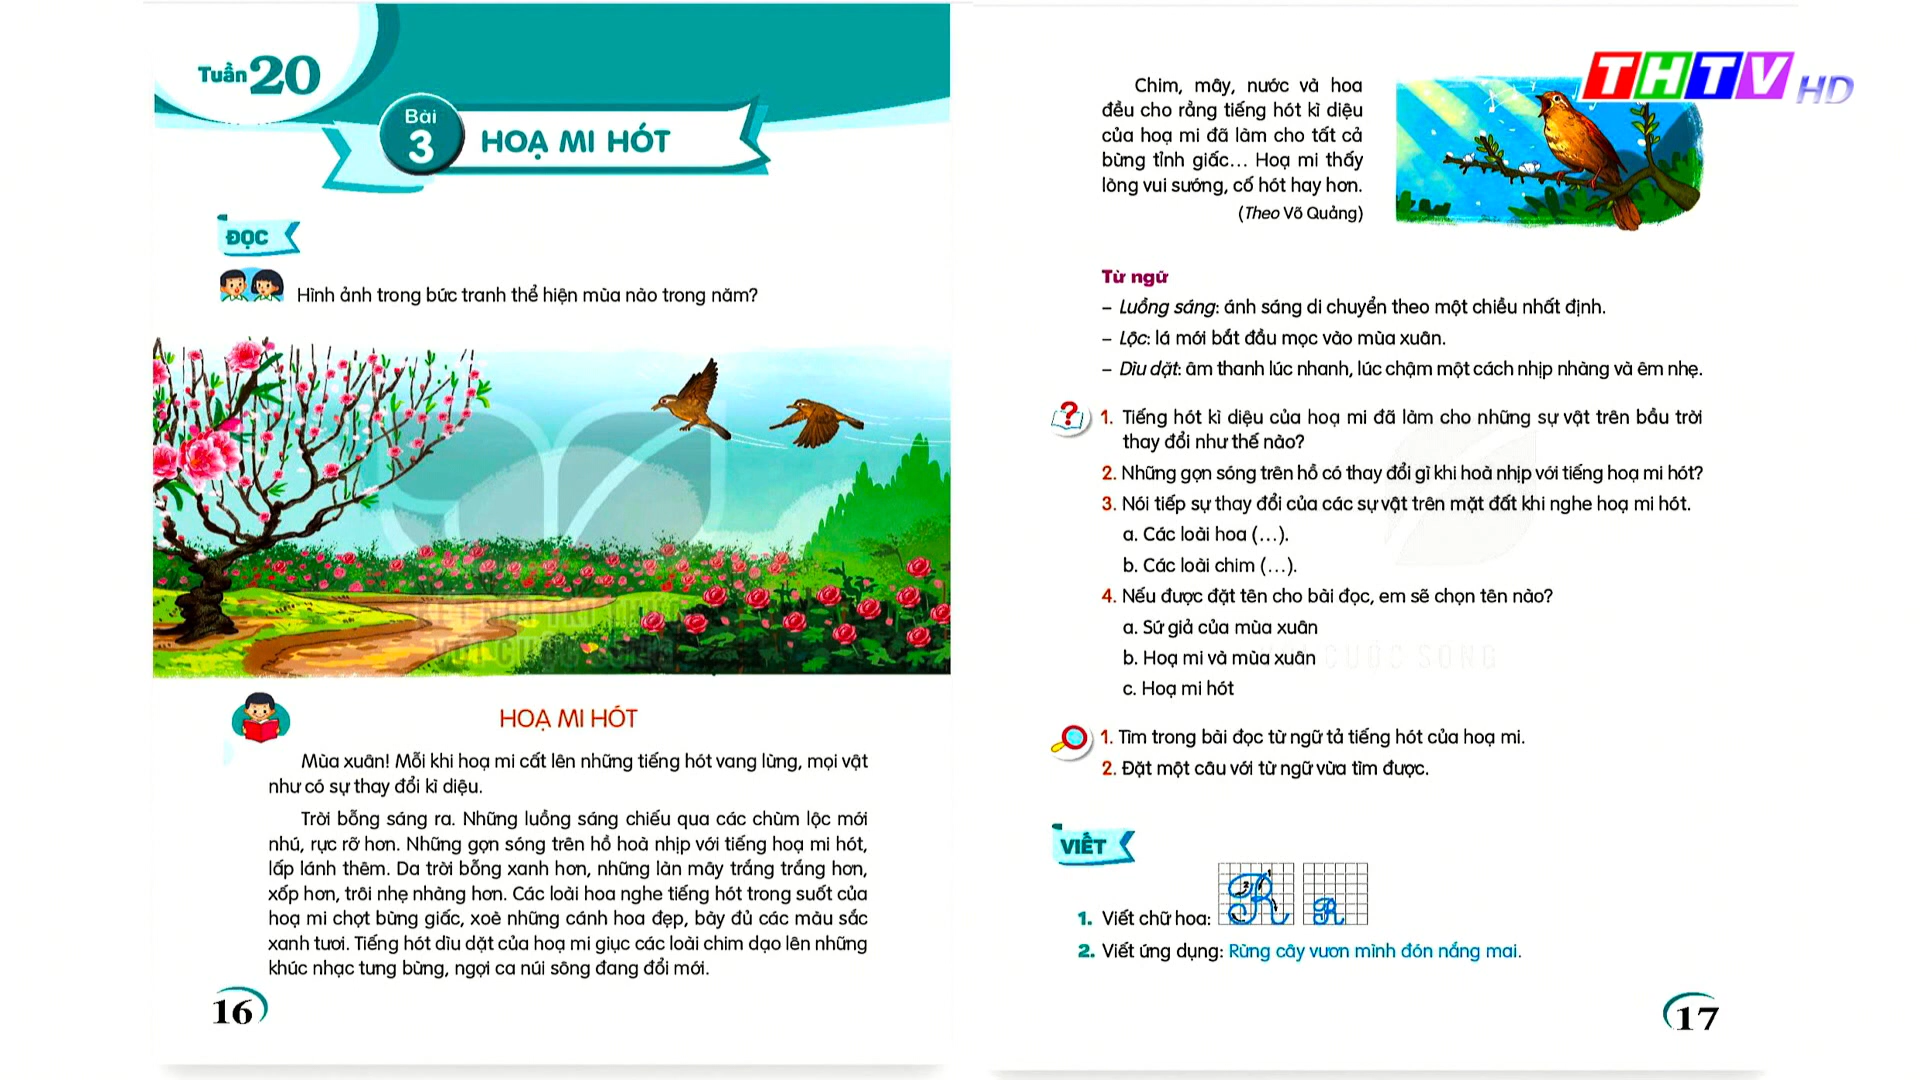 Tuần 20
Bài
3
HOẠ MI HÓT
ĐỌC
Hình ảnh trong bức tranh thể hiện mùa nào trong năm?
HOẠ MI HÓT
Mùa xuân! Mỗi khi hoạ mi cất lên những tiếng hót vang lừng, mọi vật
như có sự thay đổi kì diệu.
Trời bỗng sáng ra. Những luồng sáng chiếu qua các chùm lộc mới
nhú, rực rỡ hơn. Những gợn sóng trên hồ hoà nhịp với tiếng hoạ mi hót,
lấp lánh thêm. Da trời bỗng xanh hơn, những làn mây trắng trắng hơn,
xốp hơn, trôi nhẹ nhàng hơn. Các loài hoa nghe tiếng hót trong suốt của
hoạ mi chợt bừng giấc, xoè những cánh hoa đẹp, bày đủ các màu sắc
xanh tươi. Tiếng hót dìu dặt của hoạ mi giục các loài chim dạo lên những
khúc nhạc tưng bừng, ngợi ca núi sông đang đổi mới.
16
THTV HD
Chim, mây, nước và hoa
đều cho rằng tiếng hót kì diệu
của hoạ mi đã làm cho tất cả
bừng tỉnh giấc... Hoạ mi thấy
lòng vui sướng, cố hót hay hơn.
(Theo Võ Quảng)
Từ ngữ
– Luồng sáng: ánh sáng di chuyển theo một chiều nhất định.
– Lộc: lá mới bắt đầu mọc vào mùa xuân.
– Dìu dặt: âm thanh lúc nhanh, lúc chậm một cách nhịp nhàng và êm nhẹ.
1. Tiếng hót kì diệu của hoạ mi đã làm cho những sự vật trên bầu trời
thay đổi như thế nào?
2. Những gợn sóng trên hồ có thay đổi gì khi hoà nhịp với tiếng hoạ mi hót?
3. Nói tiếp sự thay đổi của các sự vật trên mặt đất khi nghe hoạ mi hót.
a. Các loài hoa (...).
b. Các loài chim (...).
4. Nếu được đặt tên cho bài đọc, em sẽ chọn tên nào?
a. Sứ giả của mùa xuân
b. Hoạ mi và mùa xuân
c. Hoạ mi hót
1. Tìm trong bài đọc từ ngữ tả tiếng hót của hoạ mi.
2. Đặt một câu với từ ngữ vừa tìm được.
VIẾT
1. Viết chữ hoa: R R
2. Viết ứng dụng: Rừng cây vươn mình đón nắng mai.
17